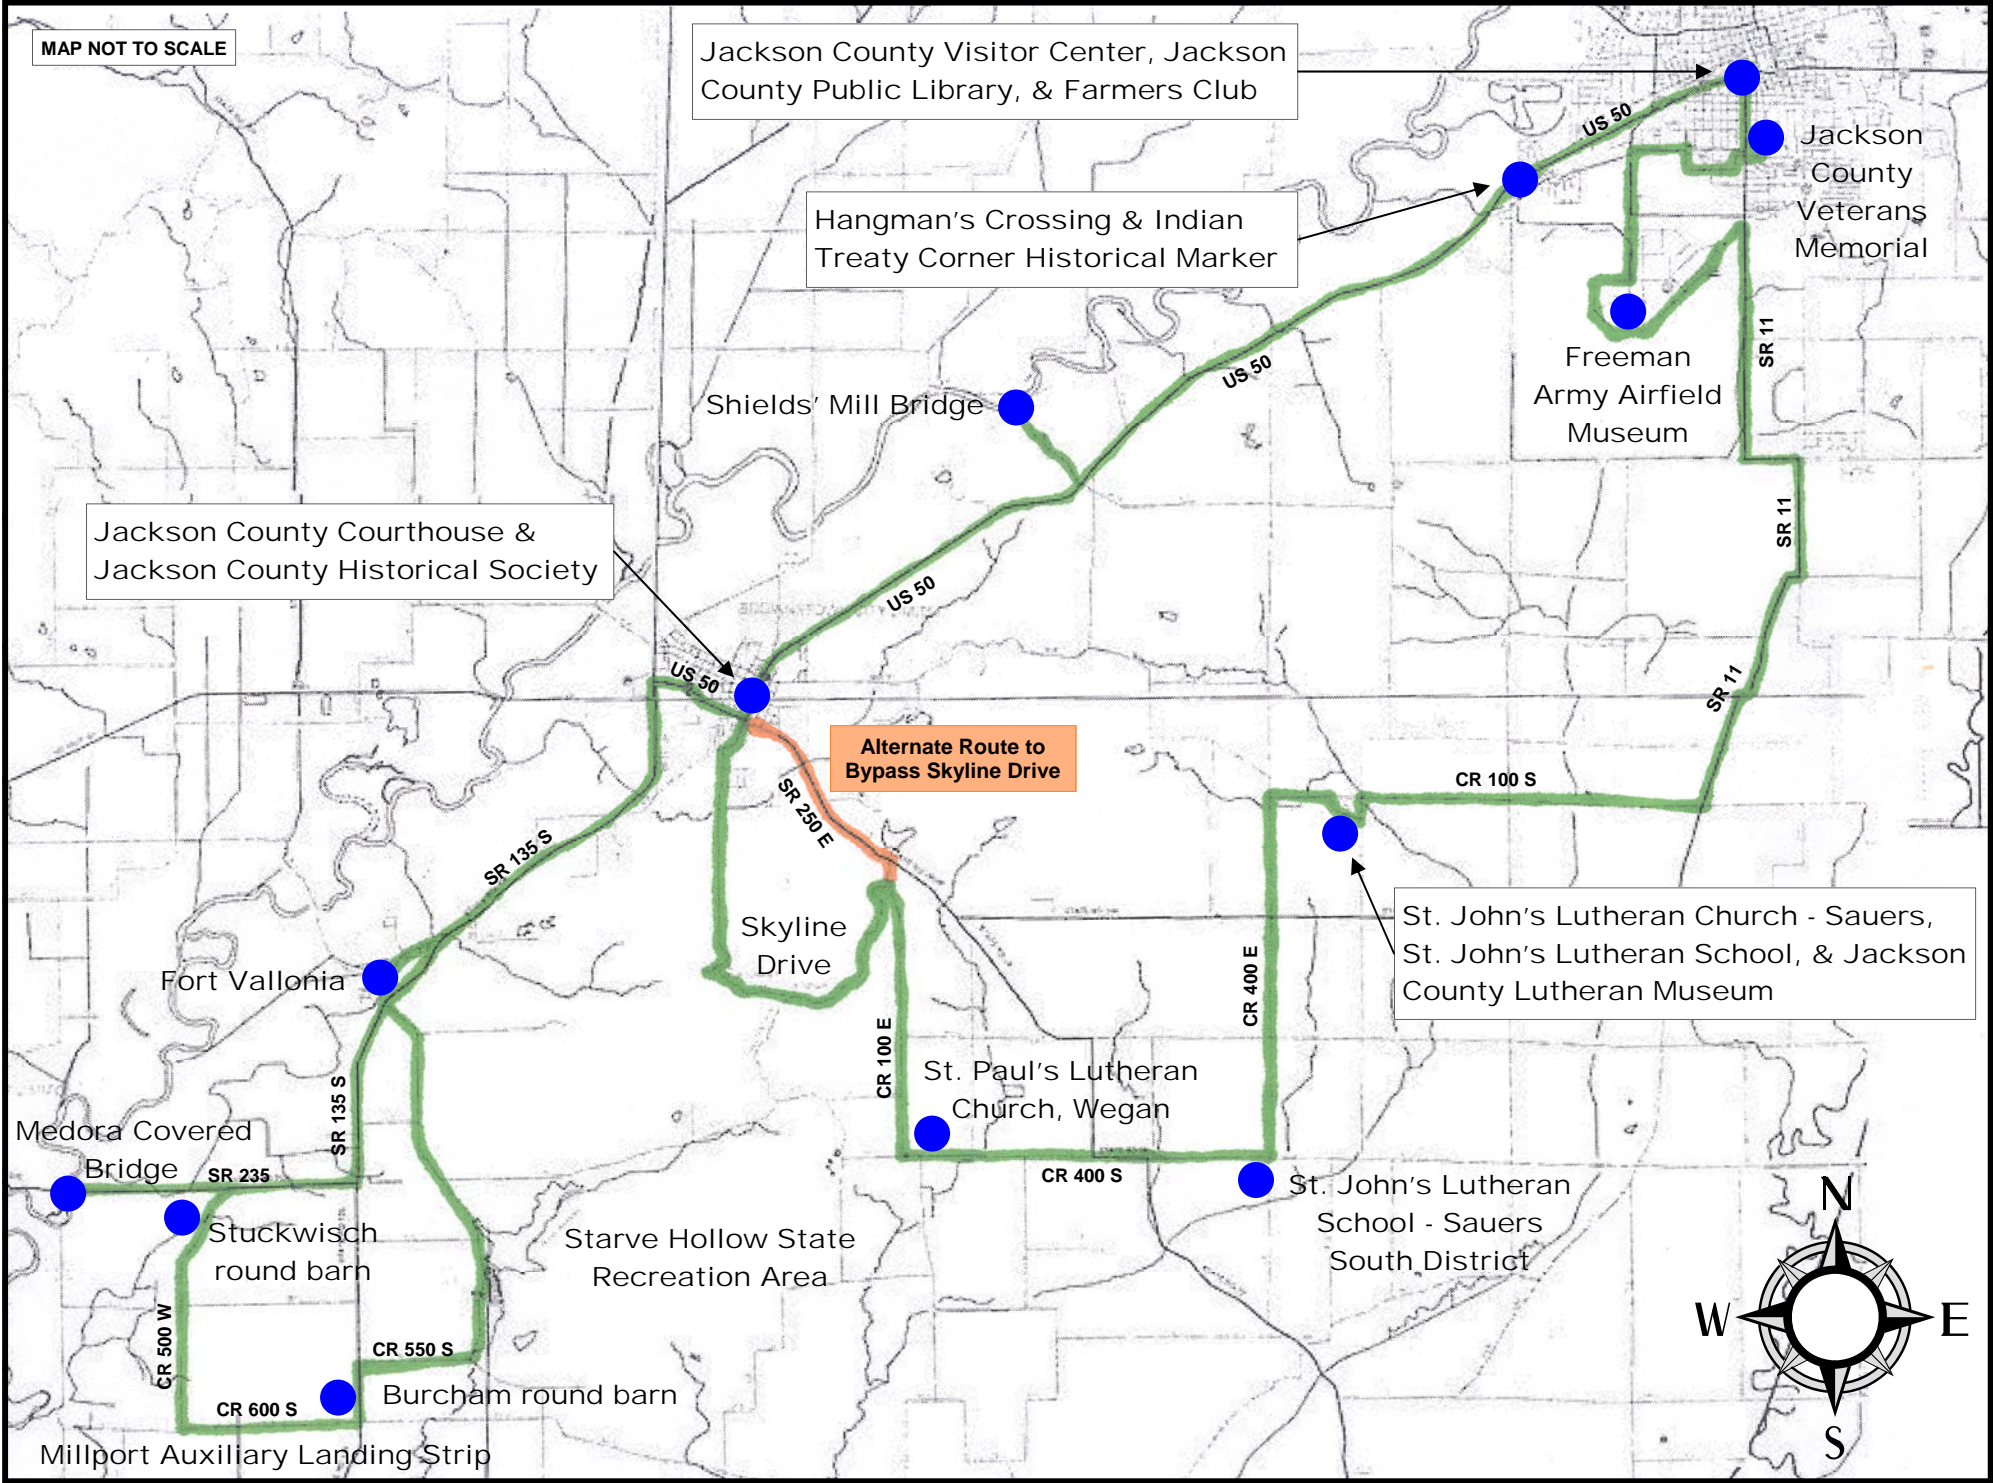 MAP NOT TO SCALE
Jackson County Visitor Center, Jackson
County Public Library, & Farmers Club
US 50
Jackson
County
Veterans
Memorial
Hangman's Crossing & Indian
Treaty Corner Historical Marker
SR 11
Freeman
Army Airfield
Museum
US 50
Shields' Mill Bridge
SR 11
Jackson County Courthouse &
Jackson County Historical Society
US 50
US 50
SR 11
Alternate Route to
Bypass Skyline Drive
SR 250 E
CR 100 S
SR 135 S
St. John's Lutheran Church - Sauers,
St. John's Lutheran School, & Jackson
County Lutheran Museum
Skyline
Drive
Fort Vallonia
CR 400 E
CR 100 E
St. Paul's Lutheran
Church, Wegan
SR 135 S
Medora Covered
Bridge
SR 235
CR 400 S
St. John's Lutheran
School - Sauers
South District
Stuckwisch
round barn
Starve Hollow State
Recreation Area
CR 500 W
CR 550 S
Burcham round barn
CR 600 S
Millport Auxiliary Landing Strip
N
W
E
S